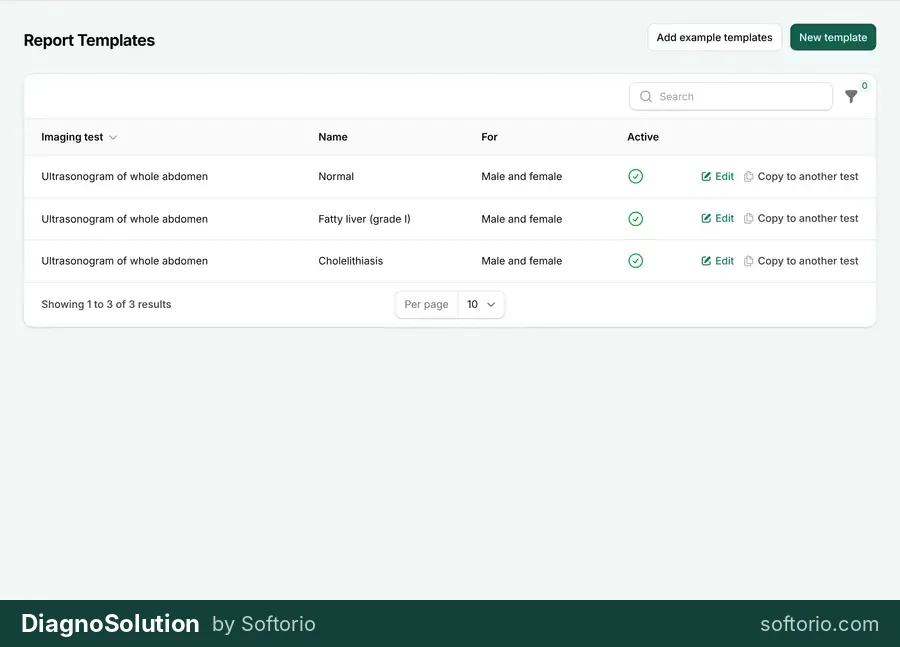 Report Templates
Add example templates
New template
Search
0
Imaging test Name For Active
Ultrasonogram of whole abdomen Normal Male and female Edit Copy to another test
Ultrasonogram of whole abdomen Fatty liver (grade I) Male and female Edit Copy to another test
Ultrasonogram of whole abdomen Cholelithiasis Male and female Edit Copy to another test
Showing 1 to 3 of 3 results Per page 10
DiagnoSolution by Softorio softorio.com